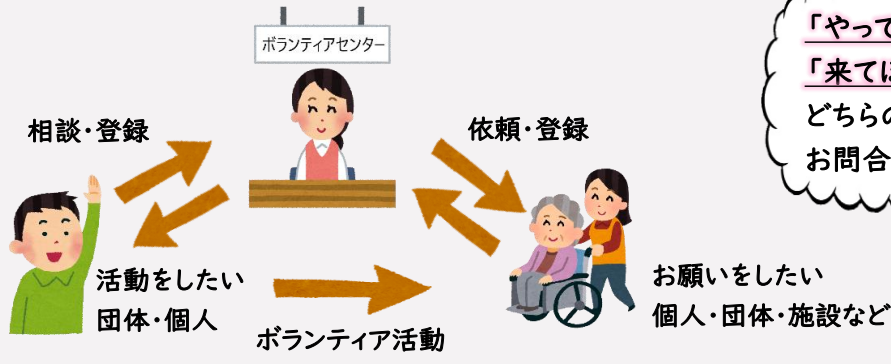 ボランティアセンター
「やって
「来てほ
どちらの
お問合
相談・登録
依頼・登録
活動をしたい
団体・個人
ボランティア活動
お願いをしたい
個人・団体・施設など